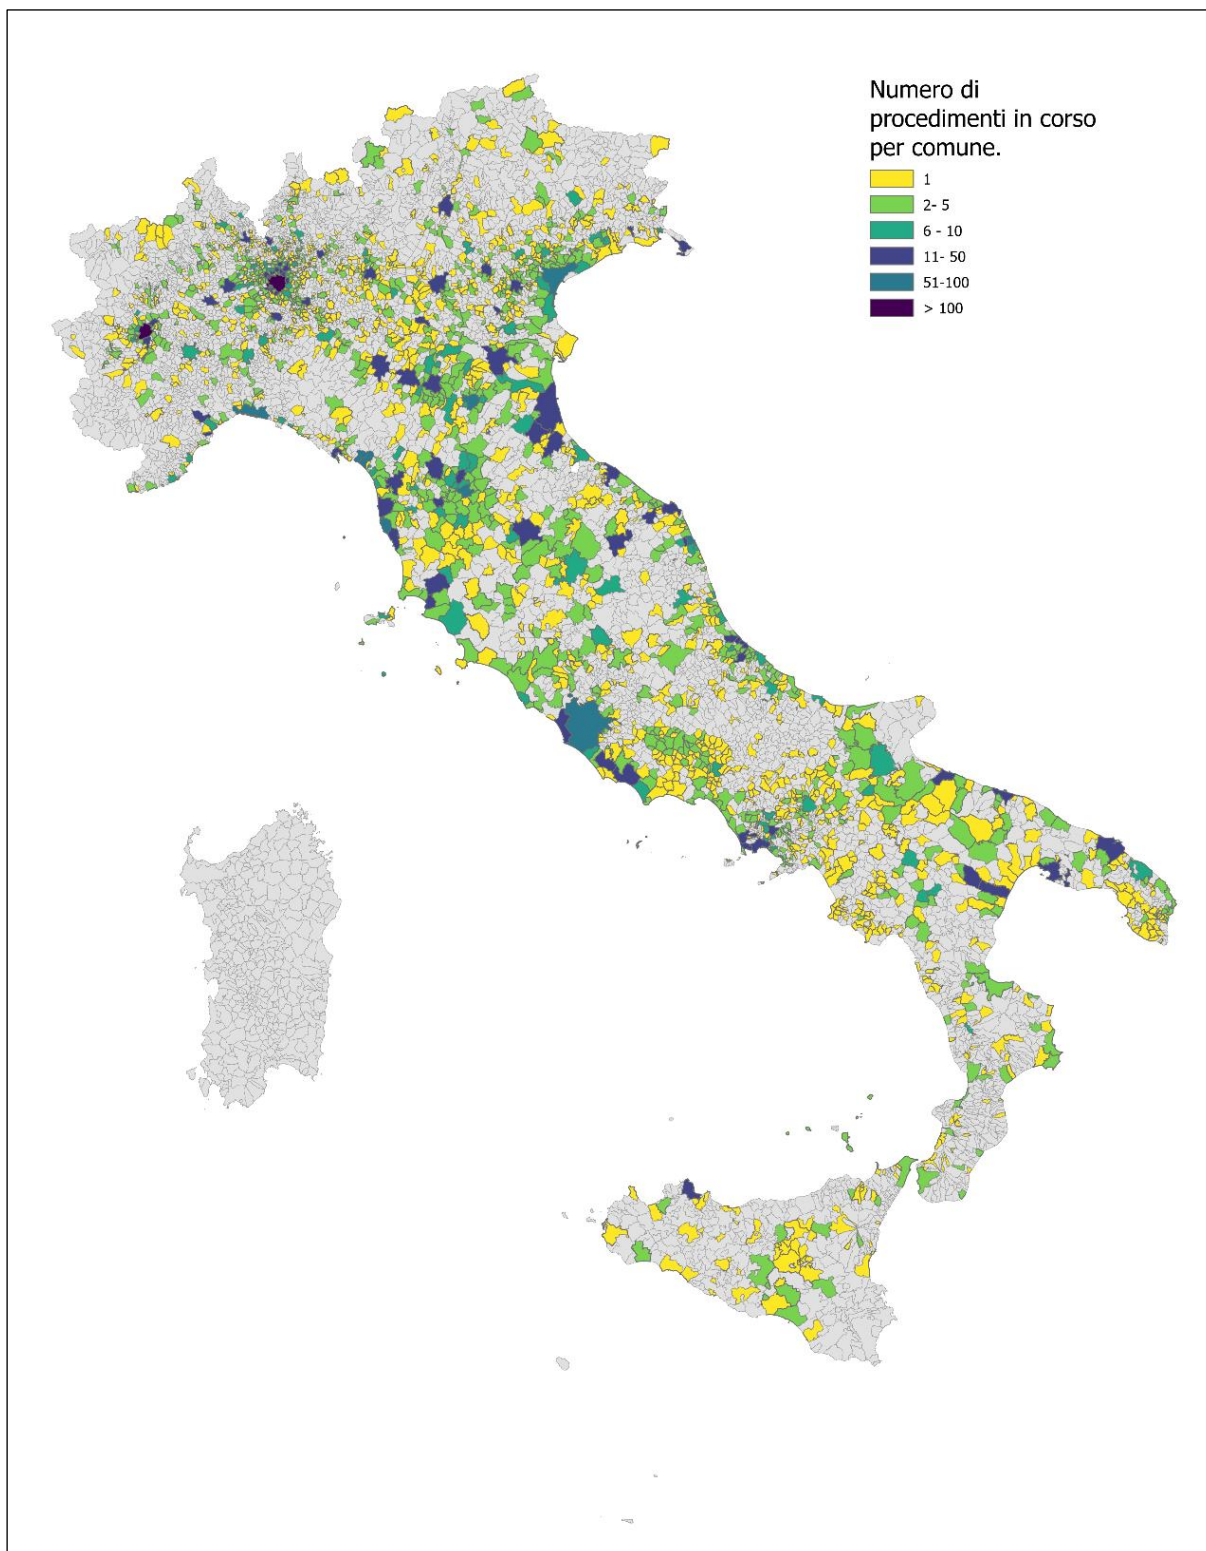 Numero di
procedimenti in corso
per comune.
1
2- 5
6 - 10
11- 50
51-100
> 100